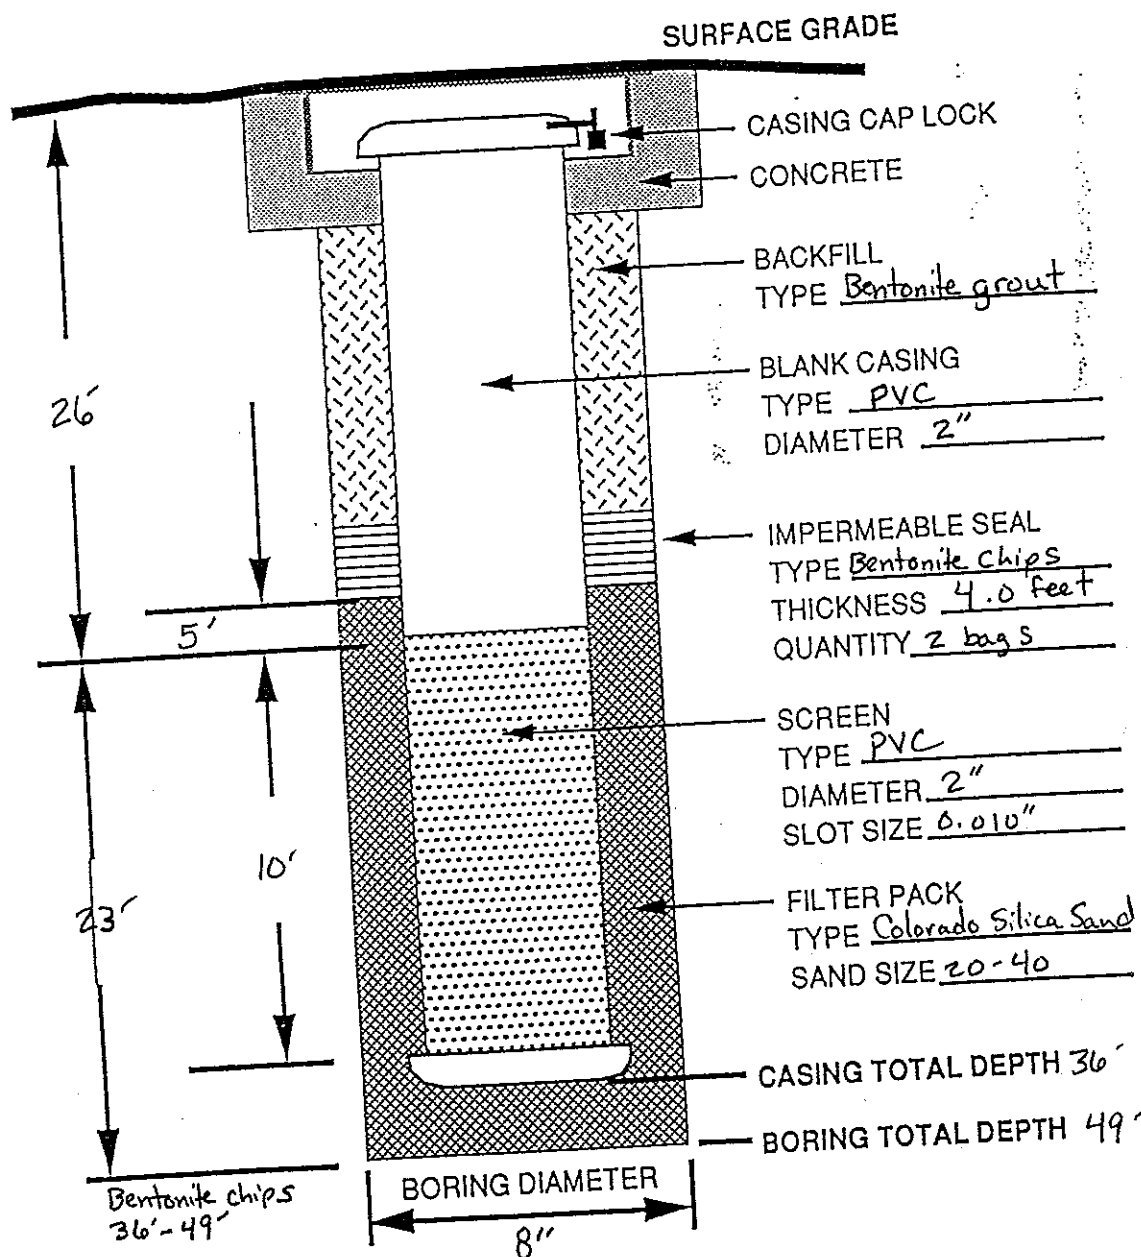 SURFACE GRADE
CASING CAP LOCK
CONCRETE
BACKFILL
TYPE Bentonite grout
26'
BLANK CASING
TYPE PVC
DIAMETER 2"
IMPERMEABLE SEAL
TYPE Bentonite Chips
THICKNESS 4.0 feet
QUANTITY 2 bags
5'
SCREEN
TYPE PVC
DIAMETER 2"
SLOT SIZE 0.010"
10'
23'
FILTER PACK
TYPE Colorado Silica Sand
SAND SIZE 20-40
CASING TOTAL DEPTH 36'
BORING TOTAL DEPTH 49'
Bentonite chips
36'-49'
BORING DIAMETER
8"